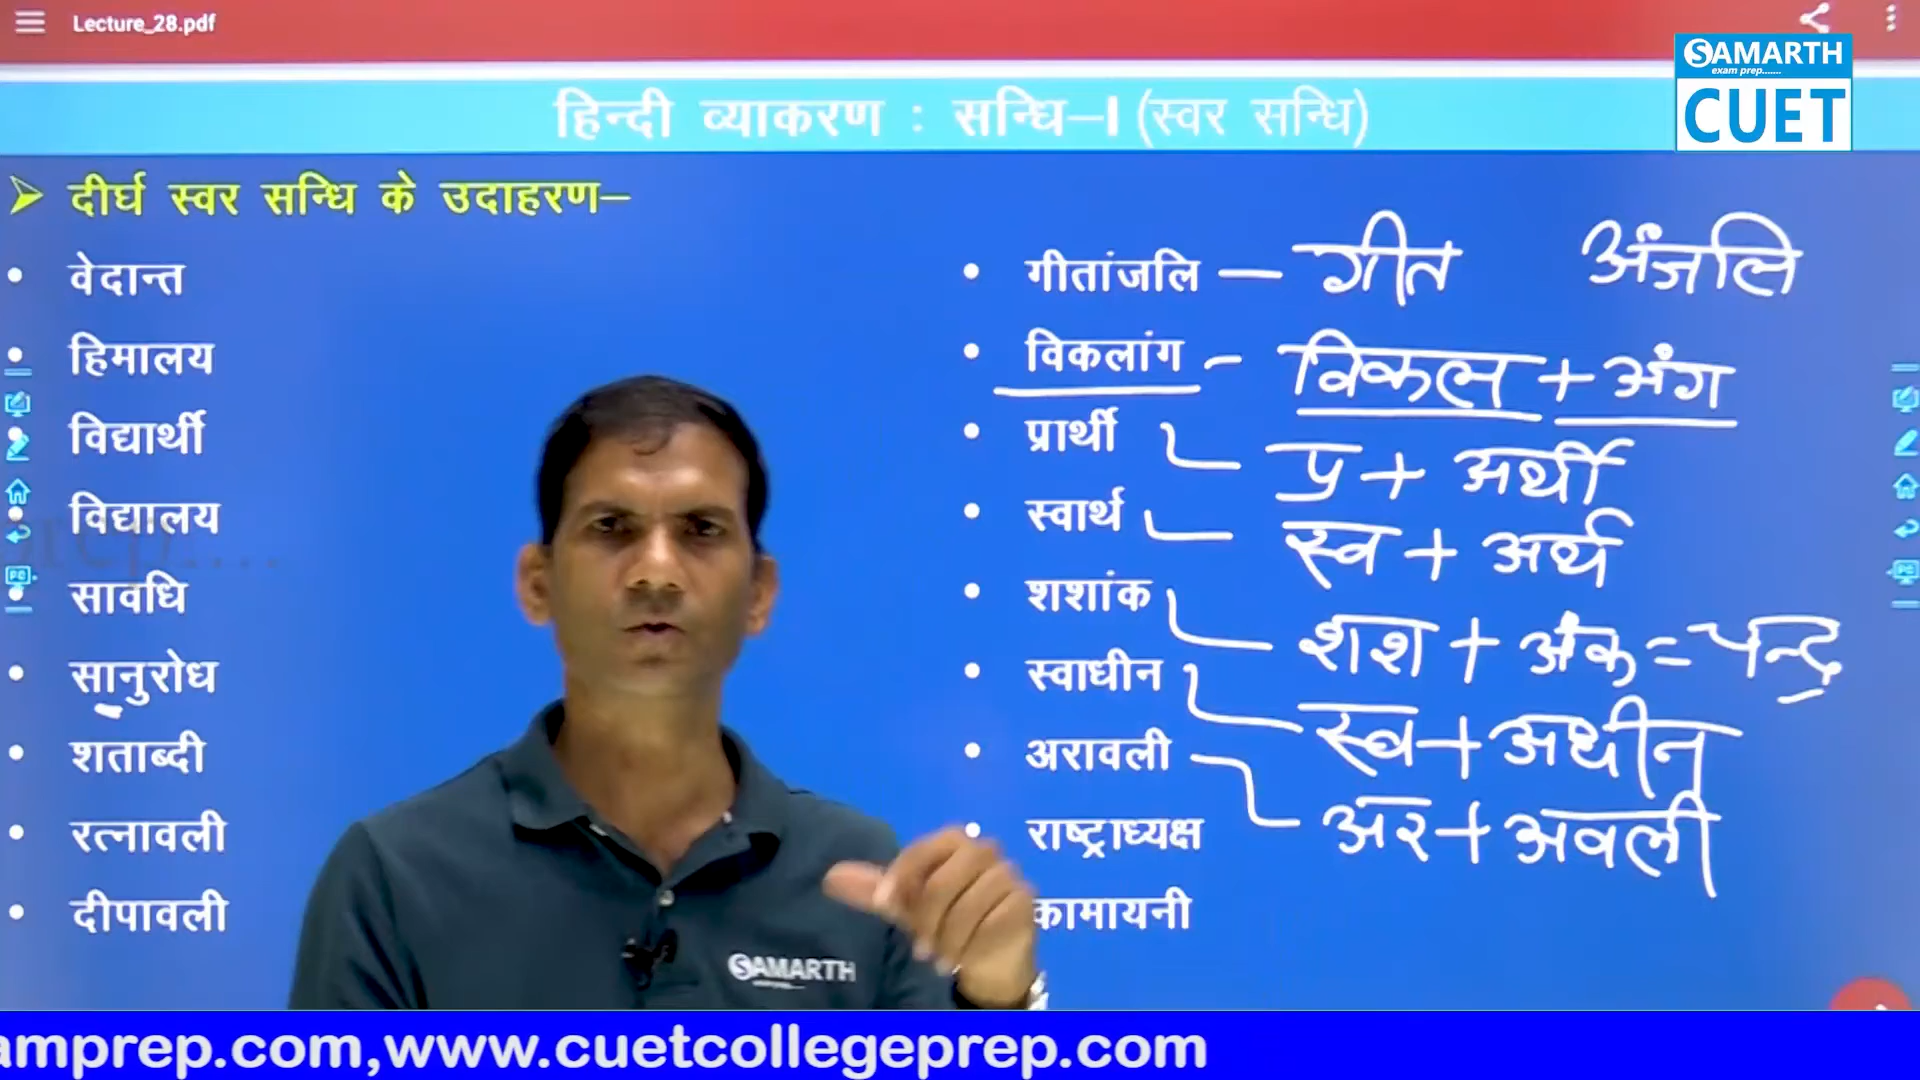 Lecture_28.pdf
SAMARTH
exam prep.......
CUET
हिन्दी व्याकरण : सन्धि–I (स्वर सन्धि)
दीर्घ स्वर सन्धि के उदाहरण–
वेदान्त
हिमालय
विद्यार्थी
विद्यालय
सावधि
सानुरोध
शताब्दी
रत्नावली
दीपावली
गीतांजलि — गीत अंजलि
विकलांग – विकल + अंग
प्रार्थी प्र + अर्थी
स्वार्थ स्व + अर्थ
शशांक शश + अंक = चन्द्र
स्वाधीन स्व + अधीन
अरावली अर + अवली
राष्ट्राध्यक्ष
कामायनी
SAMARTH
amprep.com,www.cuetcollegeprep.com